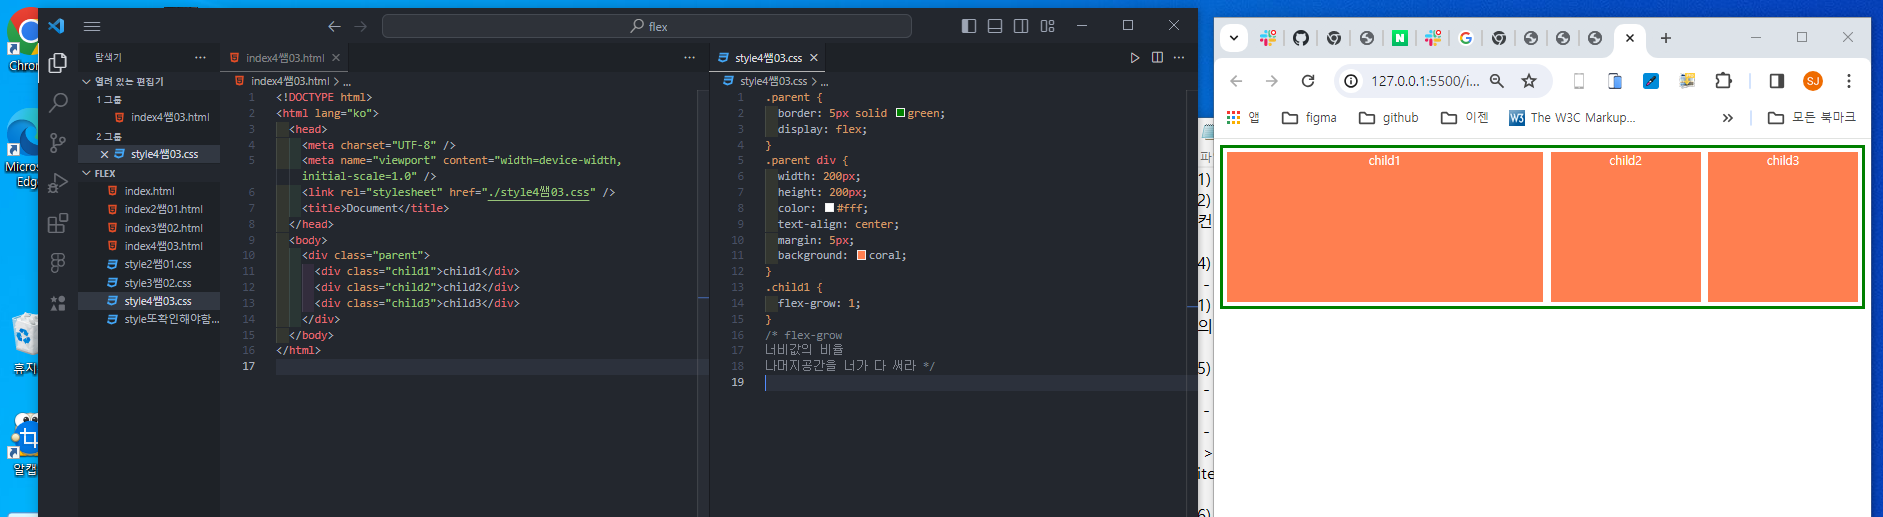 Chrom
Micros
Edge
휴지
알캡
flex
탐색기
열려 있는 편집기
1 그룹
index4쌤03.html
2 그룹
style4쌤03.css
FLEX
index.html
index2쌤01.html
index3쌤02.html
index4쌤03.html
style2쌤01.css
style3쌤02.css
style4쌤03.css
style또확인해야함...
index4쌤03.html
index4쌤03.html > ...
1 <!DOCTYPE html>
2 <html lang="ko">
3 <head>
4 <meta charset="UTF-8" />
5 <meta name="viewport" content="width=device-width,
initial-scale=1.0" />
6 <link rel="stylesheet" href="./style4쌤03.css" />
7 <title>Document</title>
8 </head>
9 <body>
10 <div class="parent">
11 <div class="child1">child1</div>
12 <div class="child2">child2</div>
13 <div class="child3">child3</div>
14 </div>
15 </body>
16 </html>
17
style4쌤03.css
style4쌤03.css > ...
1 .parent {
2 border: 5px solid green;
3 display: flex;
4 }
5 .parent div {
6 width: 200px;
7 height: 200px;
8 color: #fff;
9 text-align: center;
10 margin: 5px;
11 background: coral;
12 }
13 .child1 {
14 flex-grow: 1;
15 }
16 /* flex-grow
17 너비값의 비율
18 나머지공간을 너가 다 써라 */
19
파
1)
2)
컨
4)
-
1)
의
5)
-
-
-
>
ite
6)
127.0.0.1:5500/i...
SJ
앱
figma
github
이젠
W3 The W3C Markup...
»
모든 북마크
child1
child2
child3